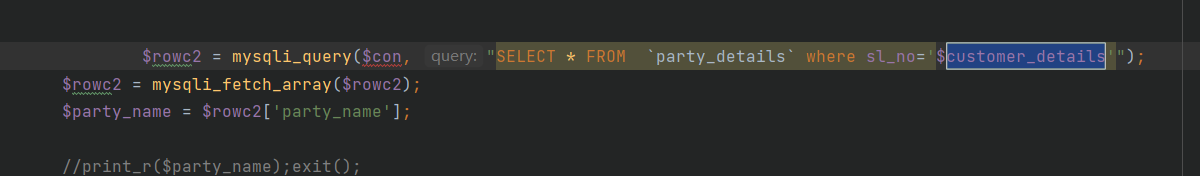 $rowc2 = mysqli_query($con, query: "SELECT * FROM  `party_details` where sl_no='$customer_details'");
$rowc2 = mysqli_fetch_array($rowc2);
$party_name = $rowc2['party_name'];
//print_r($party_name);exit();